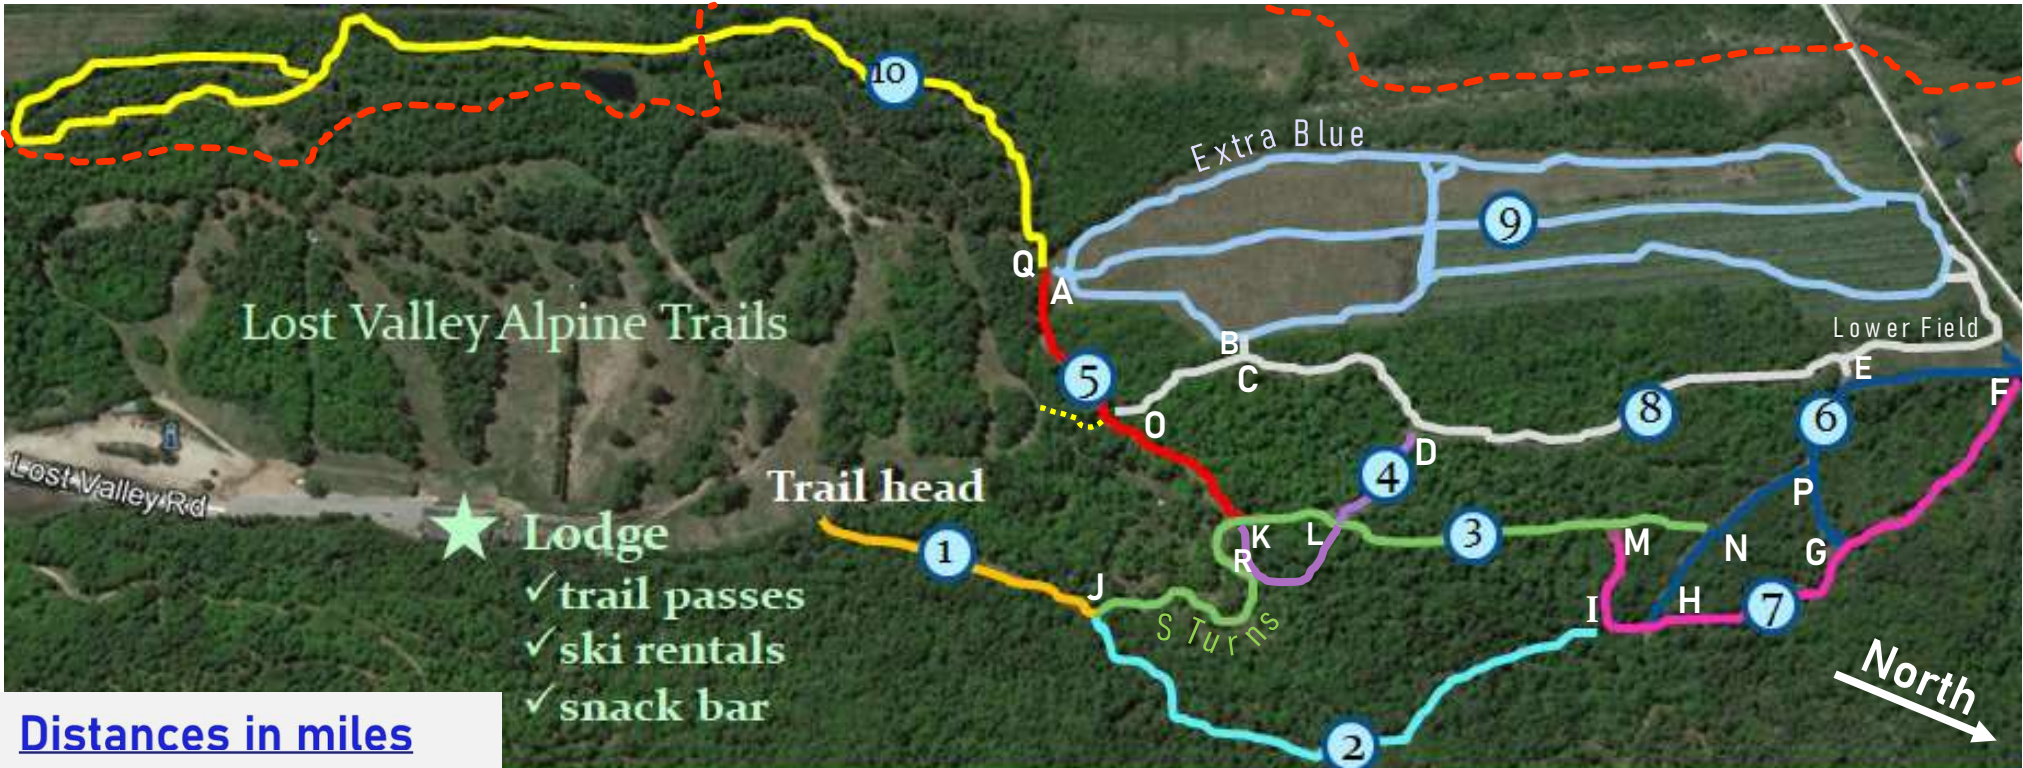 10
Extra Blue
9
Q
A
Lost Valley Alpine Trails
B
Lower Field
5
C
E
F
O
8
6
D
4
Lost Valley Rd
Trail head
P
Lodge
K
L
3
M
N
G
R
1
J
✓trail passes
I
H
7
S Turns
✓ski rentals
North
✓snack bar
Distances in miles
2